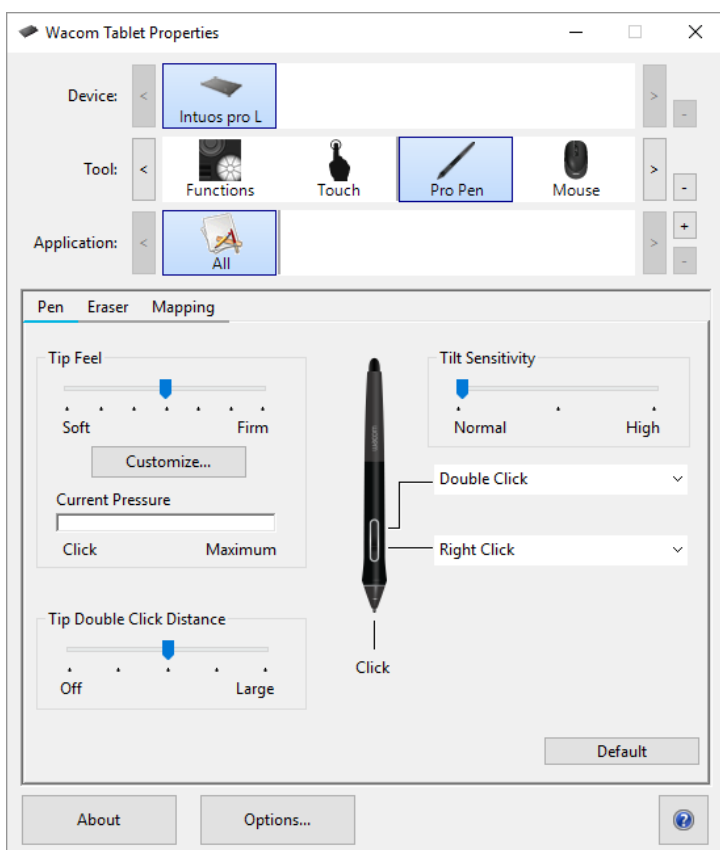 Wacom Tablet Properties
Device:
<
Intuos pro L
>
-
Tool:
<
Functions
Touch
Pro Pen
Mouse
>
-
Application:
<
All
>
+
-
Pen Eraser Mapping
Tip Feel
Soft Firm
Customize...
Current Pressure
Click Maximum
Tip Double Click Distance
Off Large
wacom
Click
Tilt Sensitivity
Normal High
Double Click
Right Click
Default
About
Options...
?